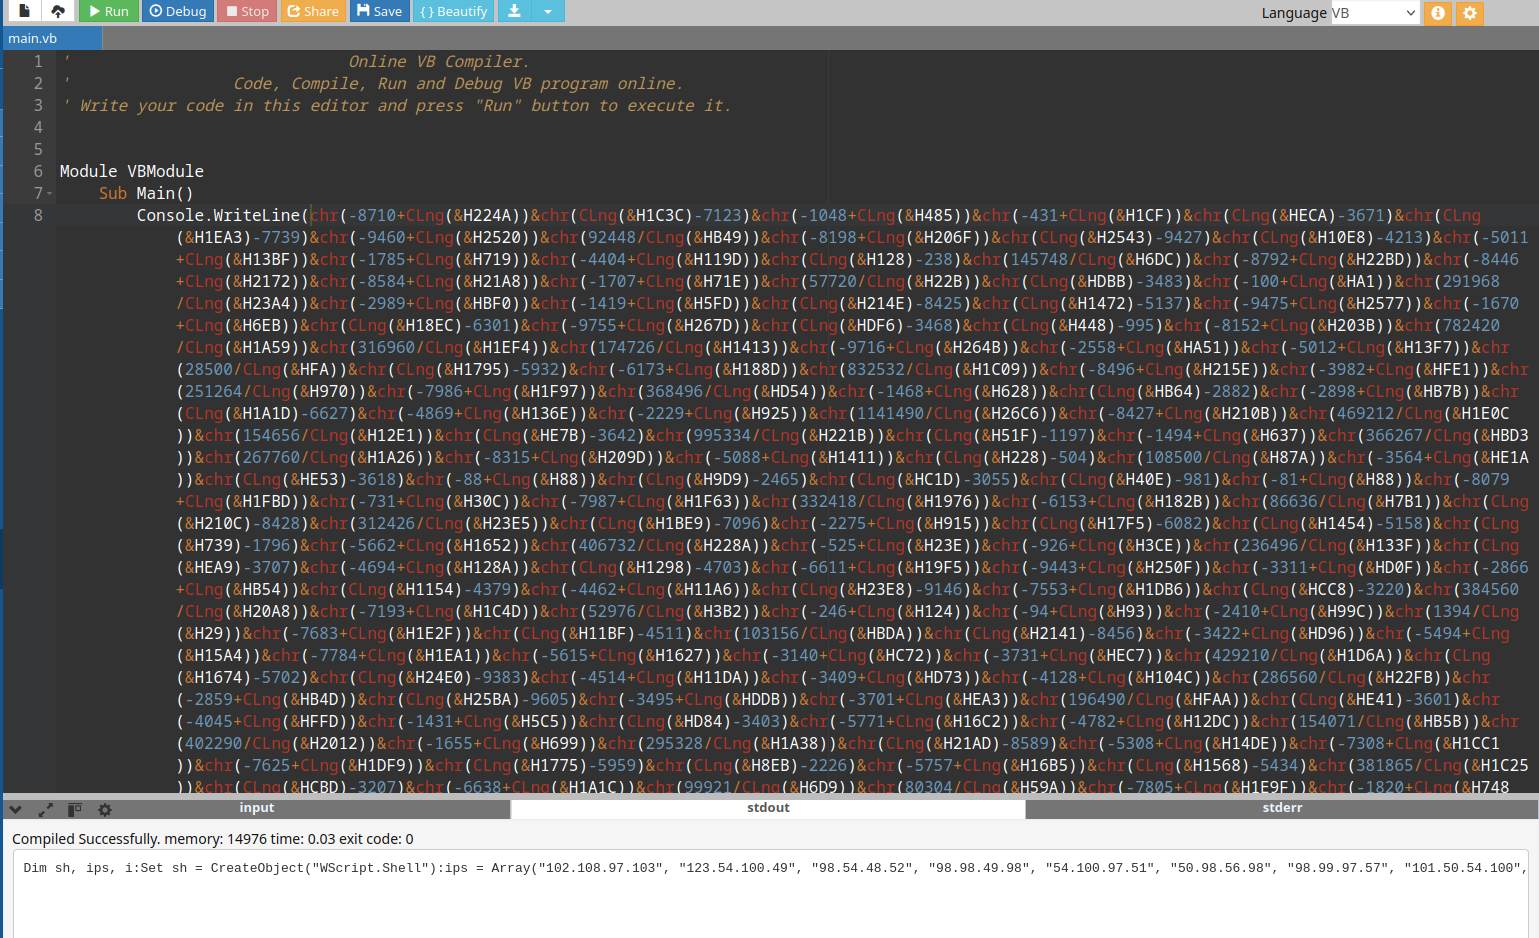 Run Debug Stop Share Save { } Beautify Language VB
main.vb
1 ' Online VB Compiler.
2 ' Code, Compile, Run and Debug VB program online.
3 ' Write your code in this editor and press "Run" button to execute it.
4
5
6 Module VBModule
7 Sub Main()
8 Console.WriteLine(chr(-8710+CLng(&H224A))&chr(CLng(&H1C3C)-7123)&chr(-1048+CLng(&H485))&chr(-431+CLng(&H1CF))&chr(CLng(&HECA)-3671)&chr(CLng
(&H1EA3)-7739)&chr(-9460+CLng(&H2520))&chr(92448/CLng(&HB49))&chr(-8198+CLng(&H206F))&chr(CLng(&H2543)-9427)&chr(CLng(&H10E8)-4213)&chr(-5011
+CLng(&H13BF))&chr(-1785+CLng(&H719))&chr(-4404+CLng(&H119D))&chr(CLng(&H128)-238)&chr(145748/CLng(&H6DC))&chr(-8792+CLng(&H22BD))&chr(-8446
+CLng(&H2172))&chr(-8584+CLng(&H21A8))&chr(-1707+CLng(&H71E))&chr(57720/CLng(&H22B))&chr(CLng(&HDBB)-3483)&chr(-100+CLng(&HA1))&chr(291968
/CLng(&H23A4))&chr(-2989+CLng(&HBF0))&chr(-1419+CLng(&H5FD))&chr(CLng(&H214E)-8425)&chr(CLng(&H1472)-5137)&chr(-9475+CLng(&H2577))&chr(-1670
+CLng(&H6EB))&chr(CLng(&H18EC)-6301)&chr(-9755+CLng(&H267D))&chr(CLng(&HDF6)-3468)&chr(CLng(&H448)-995)&chr(-8152+CLng(&H203B))&chr(782420
/CLng(&H1A59))&chr(316960/CLng(&H1EF4))&chr(174726/CLng(&H1413))&chr(-9716+CLng(&H264B))&chr(-2558+CLng(&HA51))&chr(-5012+CLng(&H13F7))&chr
(28500/CLng(&HFA))&chr(CLng(&H1795)-5932)&chr(-6173+CLng(&H188D))&chr(832532/CLng(&H1C09))&chr(-8496+CLng(&H215E))&chr(-3982+CLng(&HFE1))&chr
(251264/CLng(&H970))&chr(-7986+CLng(&H1F97))&chr(368496/CLng(&HD54))&chr(-1468+CLng(&H628))&chr(CLng(&HB64)-2882)&chr(-2898+CLng(&HB7B))&chr
(CLng(&H1A1D)-6627)&chr(-4869+CLng(&H136E))&chr(-2229+CLng(&H925))&chr(1141490/CLng(&H26C6))&chr(-8427+CLng(&H210B))&chr(469212/CLng(&H1E0C
))&chr(154656/CLng(&H12E1))&chr(CLng(&HE7B)-3642)&chr(995334/CLng(&H221B))&chr(CLng(&H51F)-1197)&chr(-1494+CLng(&H637))&chr(366267/CLng(&HBD3
))&chr(267760/CLng(&H1A26))&chr(-8315+CLng(&H209D))&chr(-5088+CLng(&H1411))&chr(CLng(&H228)-504)&chr(108500/CLng(&H87A))&chr(-3564+CLng(&HE1A
))&chr(CLng(&HE53)-3618)&chr(-88+CLng(&H88))&chr(CLng(&H9D9)-2465)&chr(CLng(&HC1D)-3055)&chr(CLng(&H40E)-981)&chr(-81+CLng(&H88))&chr(-8079
+CLng(&H1FBD))&chr(-731+CLng(&H30C))&chr(-7987+CLng(&H1F63))&chr(332418/CLng(&H1976))&chr(-6153+CLng(&H182B))&chr(86636/CLng(&H7B1))&chr(CLng
(&H210C)-8428)&chr(312426/CLng(&H23E5))&chr(CLng(&H1BE9)-7096)&chr(-2275+CLng(&H915))&chr(CLng(&H17F5)-6082)&chr(CLng(&H1454)-5158)&chr(CLng
(&H739)-1796)&chr(-5662+CLng(&H1652))&chr(406732/CLng(&H228A))&chr(-525+CLng(&H23E))&chr(-926+CLng(&H3CE))&chr(236496/CLng(&H133F))&chr(CLng
(&HEA9)-3707)&chr(-4694+CLng(&H128A))&chr(CLng(&H1298)-4703)&chr(-6611+CLng(&H19F5))&chr(-9443+CLng(&H250F))&chr(-3311+CLng(&HD0F))&chr(-2866
+CLng(&HB54))&chr(CLng(&H1154)-4379)&chr(-4462+CLng(&H11A6))&chr(CLng(&H23E8)-9146)&chr(-7553+CLng(&H1DB6))&chr(CLng(&HCC8)-3220)&chr(384560
/CLng(&H20A8))&chr(-7193+CLng(&H1C4D))&chr(52976/CLng(&H3B2))&chr(-246+CLng(&H124))&chr(-94+CLng(&H93))&chr(-2410+CLng(&H99C))&chr(1394/CLng
(&H29))&chr(-7683+CLng(&H1E2F))&chr(CLng(&H11BF)-4511)&chr(103156/CLng(&HBDA))&chr(CLng(&H2141)-8456)&chr(-3422+CLng(&HD96))&chr(-5494+CLng
(&H15A4))&chr(-7784+CLng(&H1EA1))&chr(-5615+CLng(&H1627))&chr(-3140+CLng(&HC72))&chr(-3731+CLng(&HEC7))&chr(429210/CLng(&H1D6A))&chr(CLng
(&H1674)-5702)&chr(CLng(&H24E0)-9383)&chr(-4514+CLng(&H11DA))&chr(-3409+CLng(&HD73))&chr(-4128+CLng(&H104C))&chr(286560/CLng(&H22FB))&chr
(-2859+CLng(&HB4D))&chr(CLng(&H25BA)-9605)&chr(-3495+CLng(&HDDB))&chr(-3701+CLng(&HEA3))&chr(196490/CLng(&HFAA))&chr(CLng(&HE41)-3601)&chr
(-4045+CLng(&HFFD))&chr(-1431+CLng(&H5C5))&chr(CLng(&HD84)-3403)&chr(-5771+CLng(&H16C2))&chr(-4782+CLng(&H12DC))&chr(154071/CLng(&HB5B))&chr
(402290/CLng(&H2012))&chr(-1655+CLng(&H699))&chr(295328/CLng(&H1A38))&chr(CLng(&H21AD)-8589)&chr(-5308+CLng(&H14DE))&chr(-7308+CLng(&H1CC1
))&chr(-7625+CLng(&H1DF9))&chr(CLng(&H1775)-5959)&chr(CLng(&H8EB)-2226)&chr(-5757+CLng(&H16B5))&chr(CLng(&H1568)-5434)&chr(381865/CLng(&H1C25
))&chr(CLng(&HCBD)-3207)&chr(-6638+CLng(&H1A1C))&chr(99921/CLng(&H6D9))&chr(80304/CLng(&H59A))&chr(-7805+CLng(&H1E9F))&chr(-1820+CLng(&H748
input stdout stderr
Compiled Successfully. memory: 14976 time: 0.03 exit code: 0
Dim sh, ips, i:Set sh = CreateObject("WScript.Shell"):ips = Array("102.108.97.103", "123.54.100.49", "98.54.48.52", "98.98.49.98", "54.100.97.51", "50.98.56.98", "98.99.97.57", "101.50.54.100",